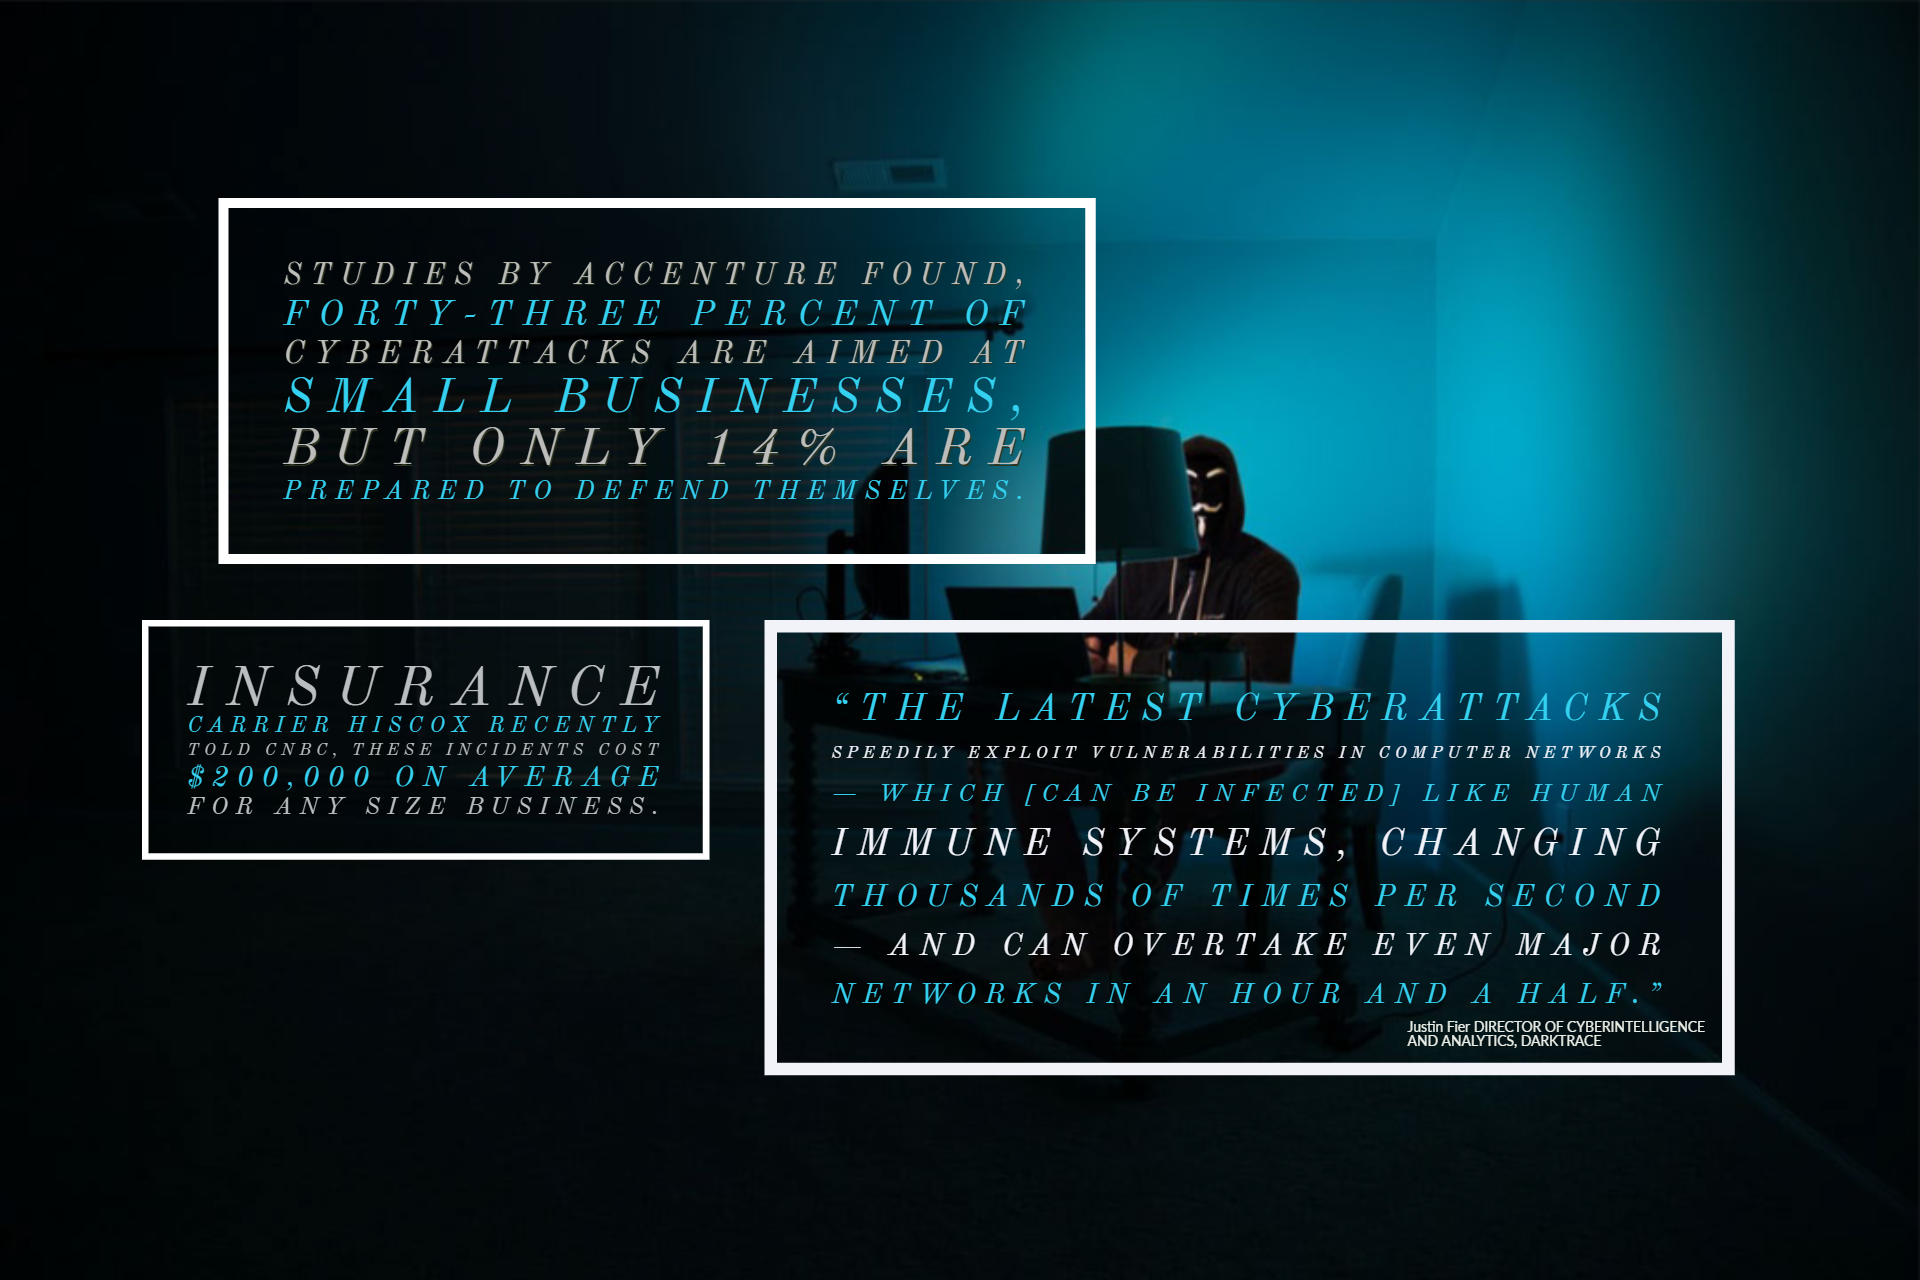 STUDIES BY ACCENTURE FOUND,
FORTY-THREE PERCENT OF
CYBERATTACKS ARE AIMED AT
SMALL BUSINESSES,
BUT ONLY 14% ARE
PREPARED TO DEFEND THEMSELVES.
INSURANCE
CARRIER HISCOX RECENTLY
TOLD CNBC, THESE INCIDENTS COST
$200,000 ON AVERAGE
FOR ANY SIZE BUSINESS.
“THE LATEST CYBERATTACKS
SPEEDILY EXPLOIT VULNERABILITIES IN COMPUTER NETWORKS
— WHICH [CAN BE INFECTED] LIKE HUMAN
IMMUNE SYSTEMS, CHANGING
THOUSANDS OF TIMES PER SECOND
— AND CAN OVERTAKE EVEN MAJOR
NETWORKS IN AN HOUR AND A HALF.”
Justin Fier DIRECTOR OF CYBERINTELLIGENCE
AND ANALYTICS, DARKTRACE